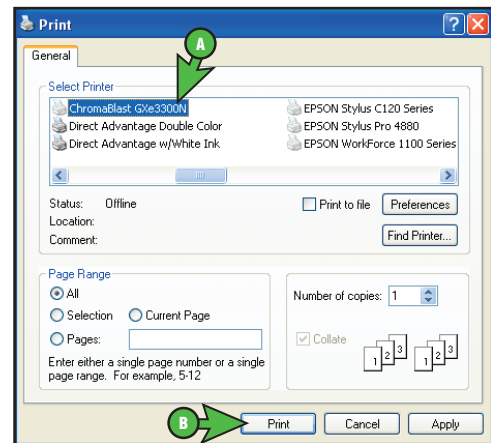 Print
A
General
Select Printer
ChromaBlast GXe3300N
EPSON Stylus C120 Series
Direct Advantage Double Color
EPSON Stylus Pro 4880
Direct Advantage w/White Ink
EPSON WorkForce 1100 Series
Status: Offline
Print to file
Preferences
Location:
Comment:
Find Printer...
Page Range
All
Selection
Current Page
Pages:
Enter either a single page number or a single
page range. For example, 5-12
Number of copies: 1
Collate
1 2 3 1 2 3
B
Print
Cancel
Apply